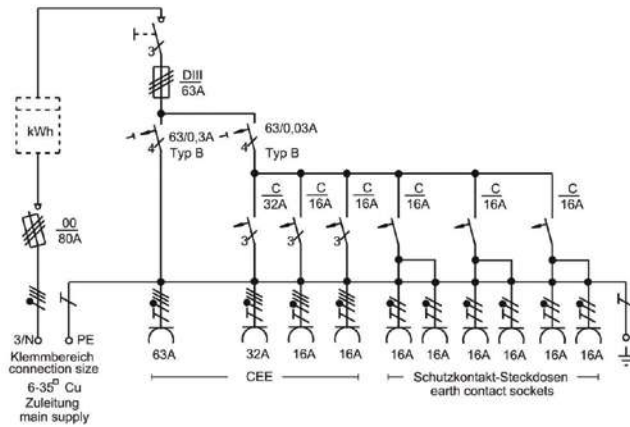 3
DIII
63A
kWh
63/0,3A
4
Typ B
63/0,03A
4
Typ B
C
32A
C
16A
C
16A
C
16A
C
16A
C
16A
00
80A
3
3
3
3/N
PE
63A
32A
16A
16A
16A
16A
16A
16A
16A
16A
Klemmbereich
connection size
6-35□ Cu
Zuleitung
main supply
CEE
Schutzkontakt-Steckdosen
earth contact sockets